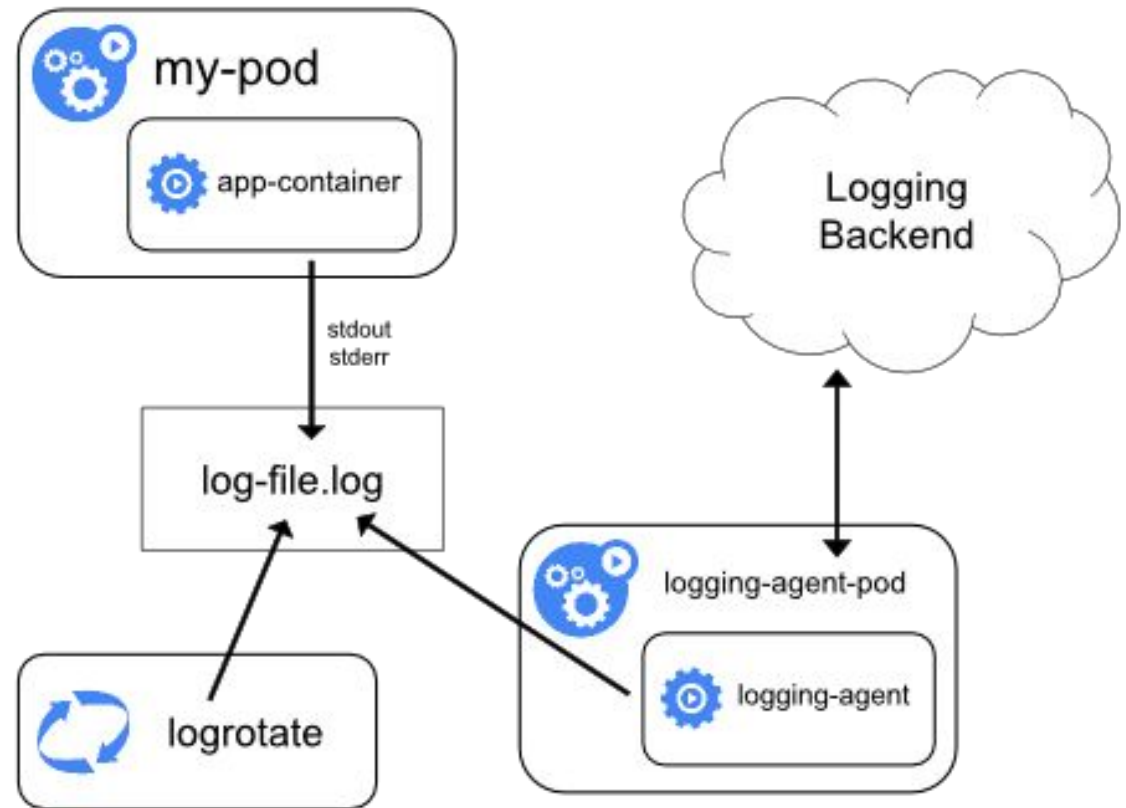 my-pod
app-container
stdout
stderr
Logging
Backend
log-file.log
logging-agent-pod
logging-agent
logrotate